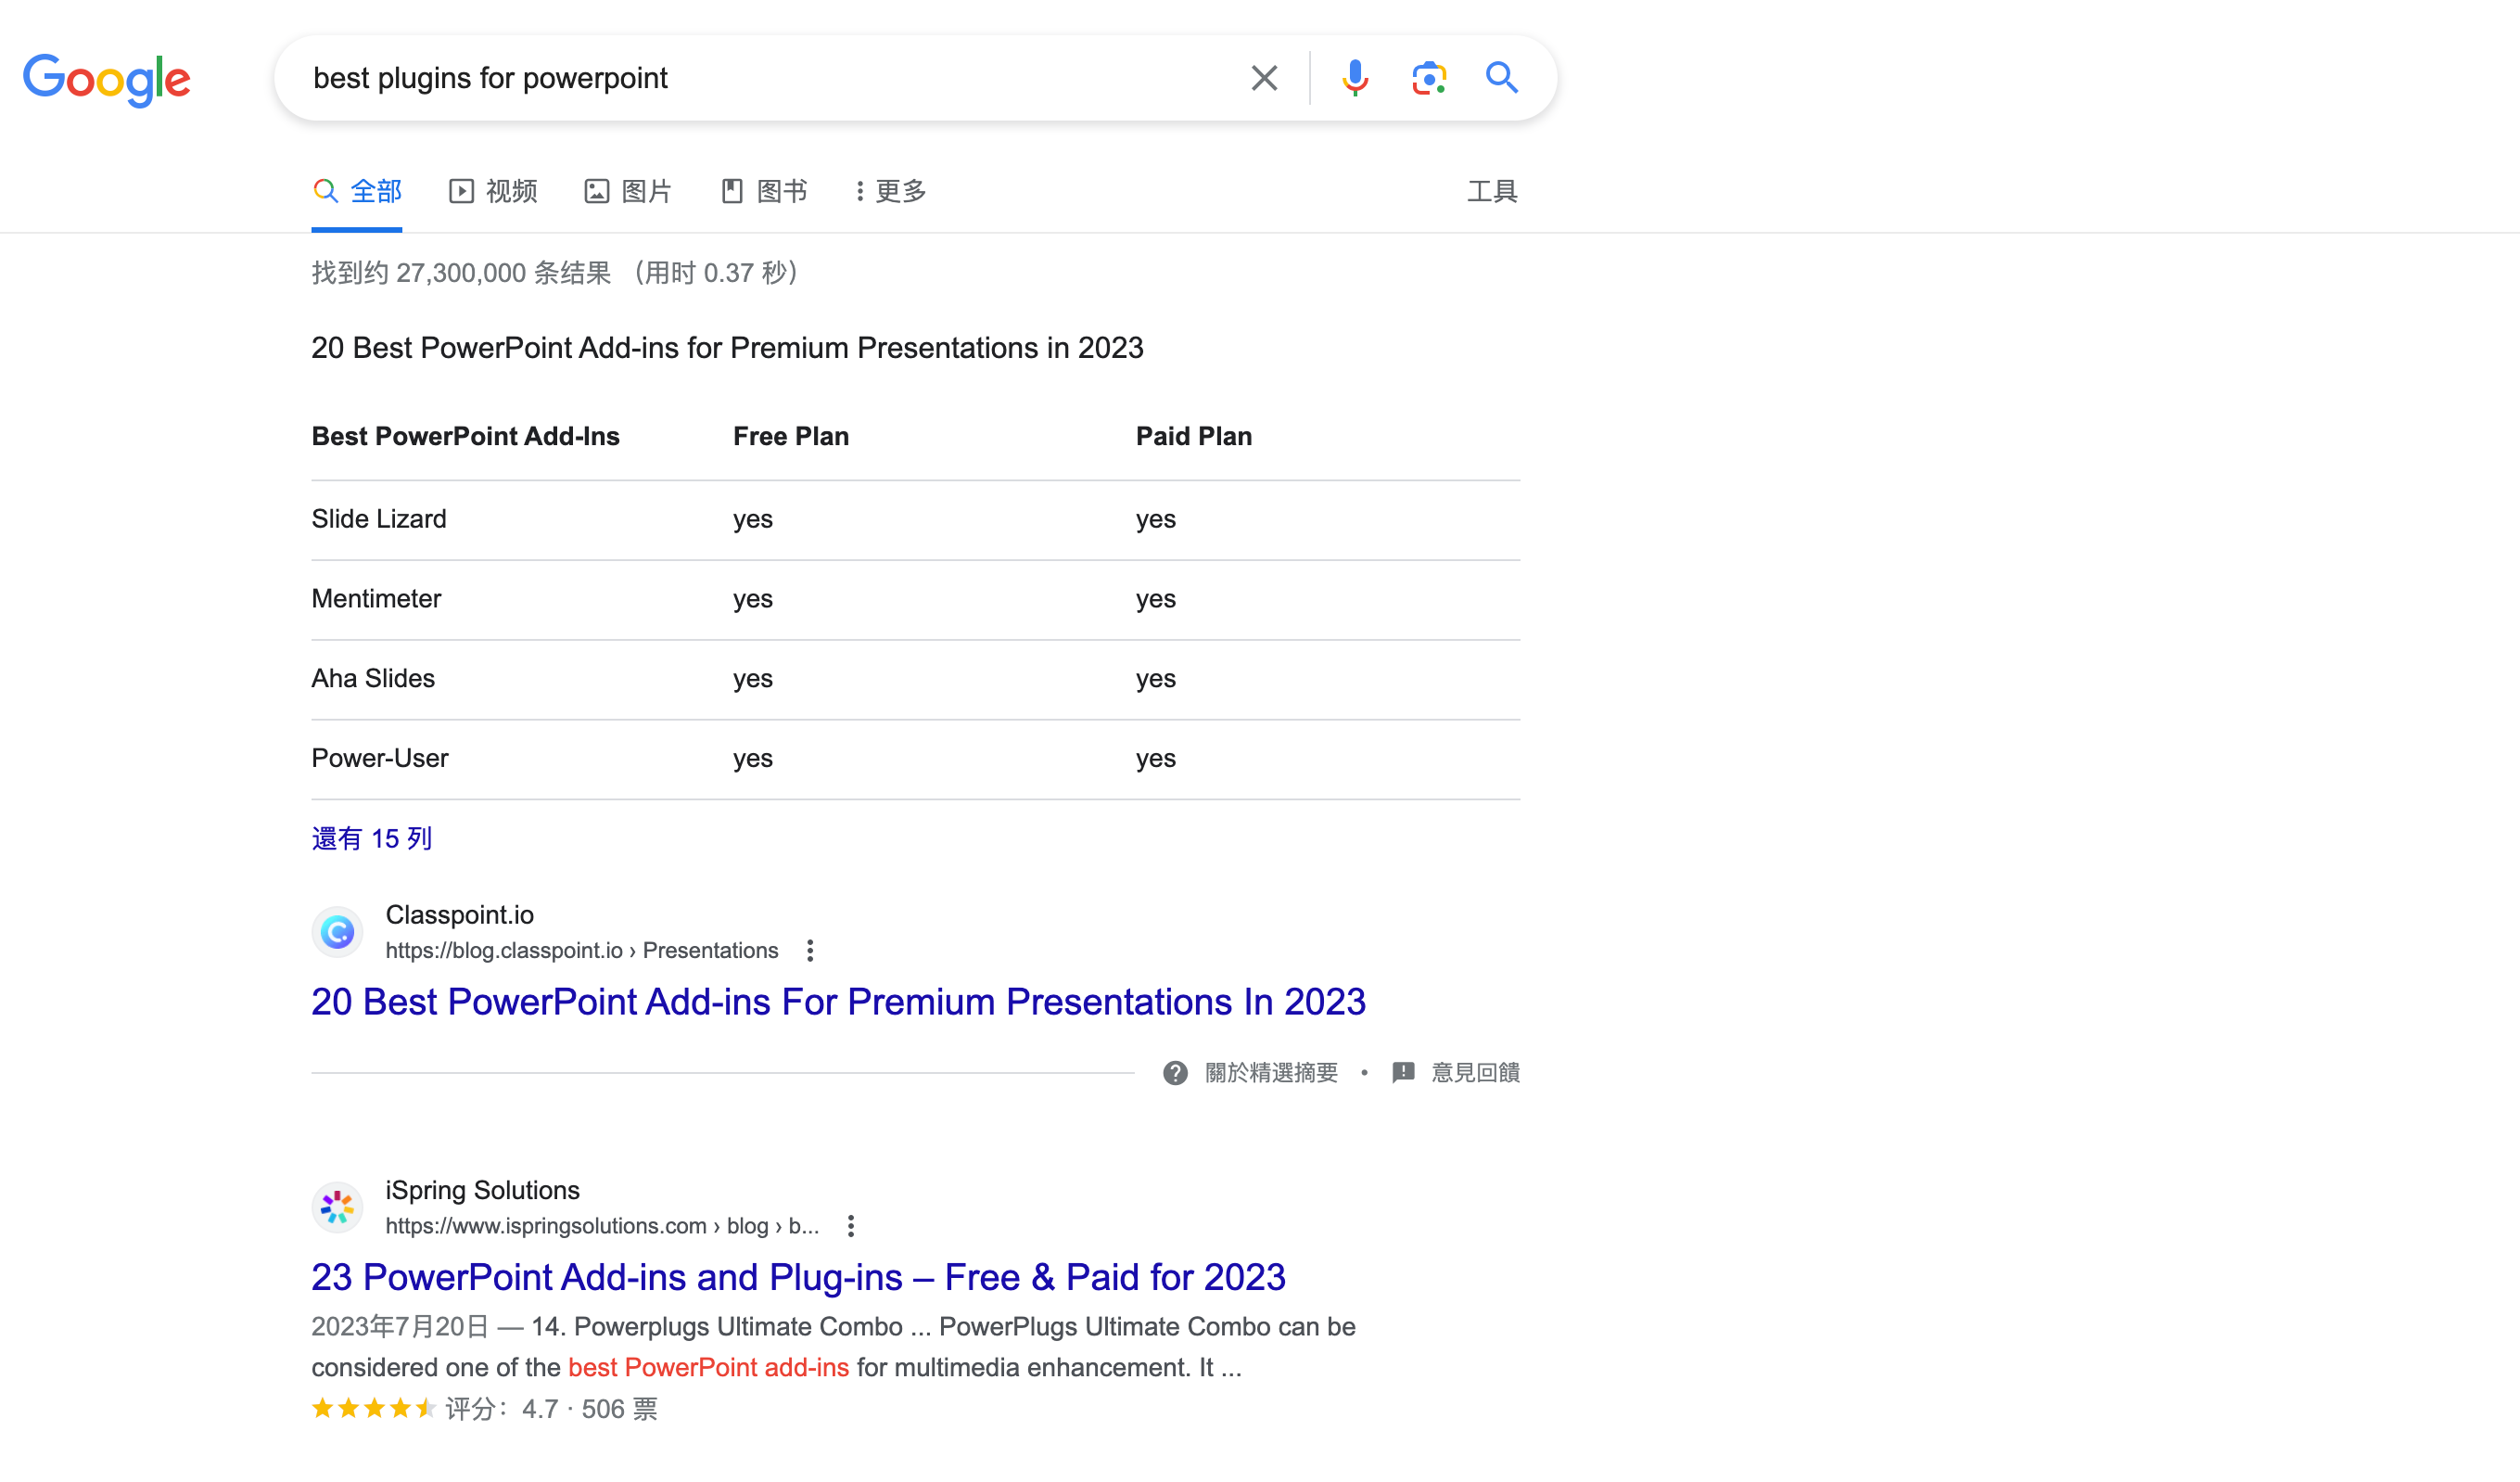 Google
best plugins for powerpoint
全部 视频 图片 图书 更多 工具
找到约 27,300,000 条结果 （用时 0.37 秒）
20 Best PowerPoint Add-ins for Premium Presentations in 2023
Best PowerPoint Add-Ins Free Plan Paid Plan
Slide Lizard yes yes
Mentimeter yes yes
Aha Slides yes yes
Power-User yes yes
還有 15 列
Classpoint.io
https://blog.classpoint.io › Presentations
20 Best PowerPoint Add-ins For Premium Presentations In 2023
關於精選摘要 • 意見回饋
iSpring Solutions
https://www.ispringsolutions.com › blog › b...
23 PowerPoint Add-ins and Plug-ins – Free & Paid for 2023
2023年7月20日 — 14. Powerplugs Ultimate Combo ... PowerPlugs Ultimate Combo can be
considered one of the best PowerPoint add-ins for multimedia enhancement. It ...
评分：4.7 · 506 票